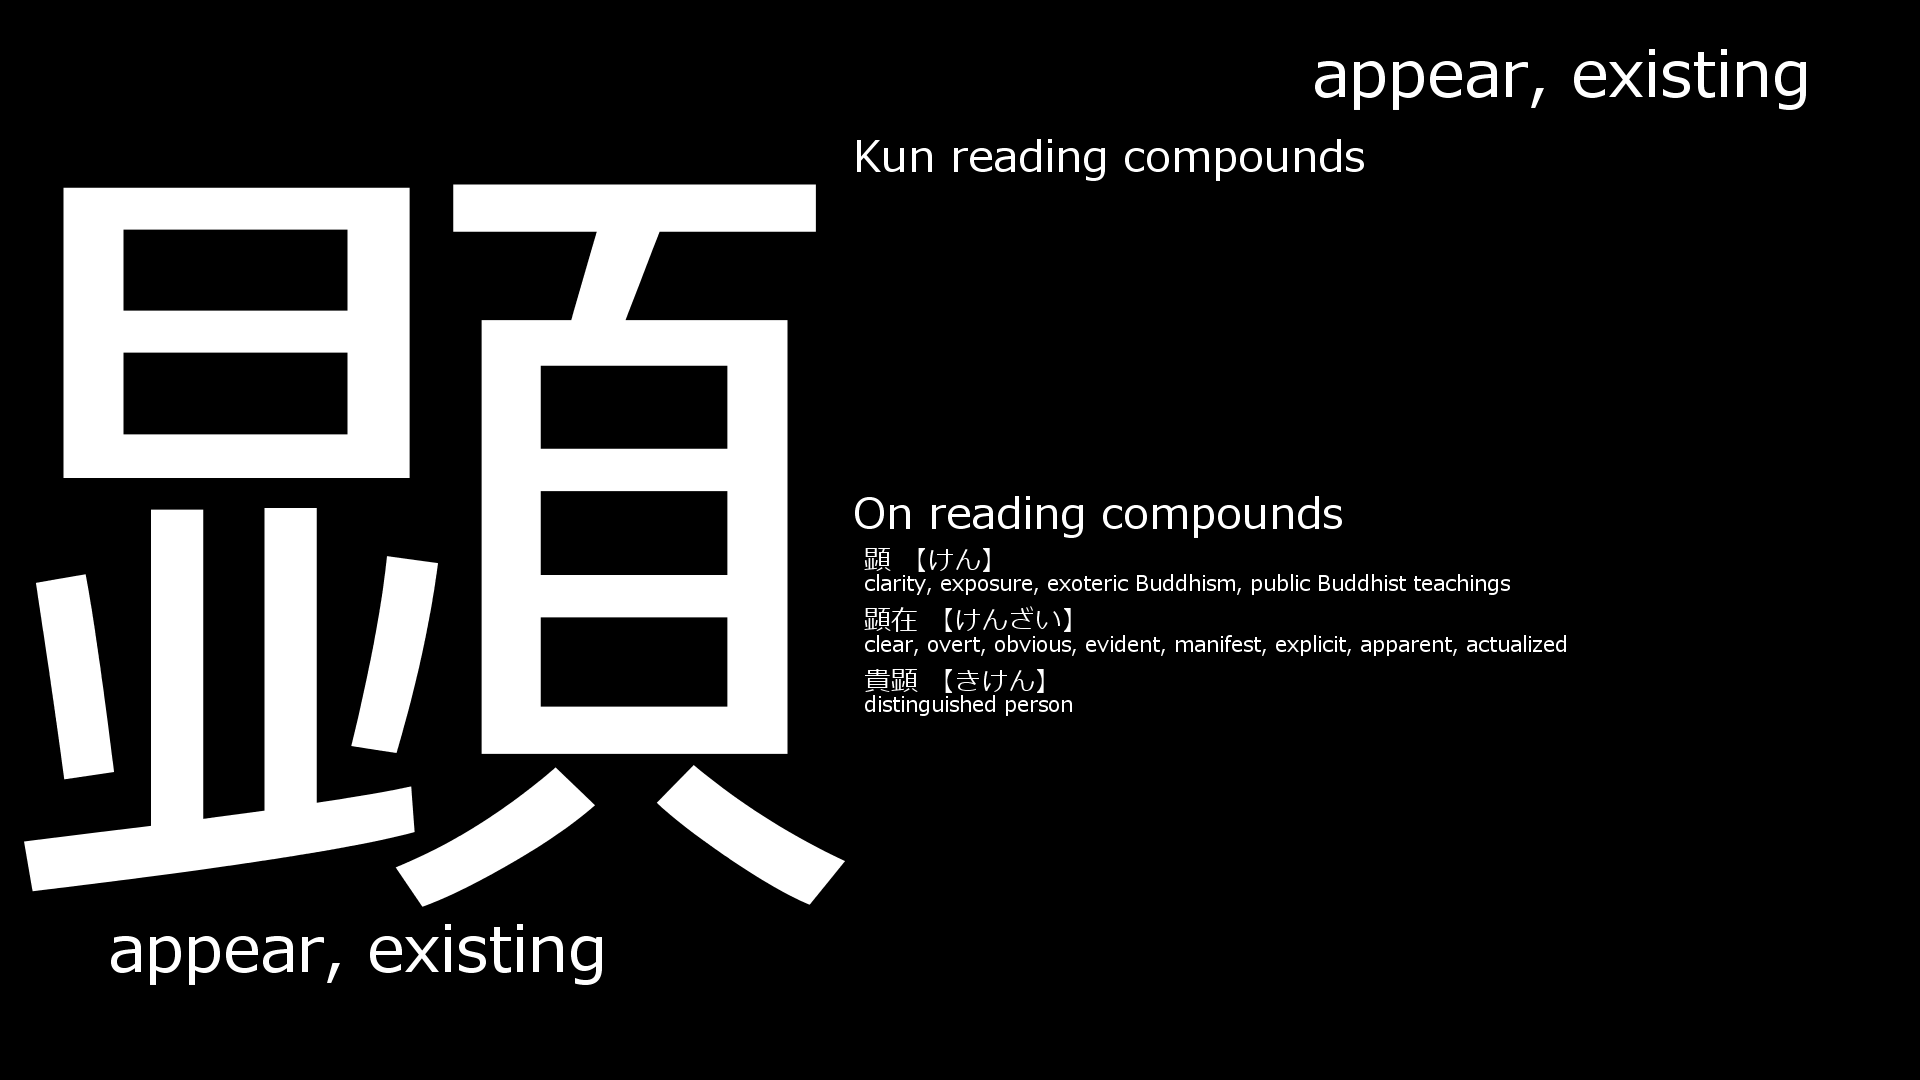 顕
appear, existing
appear, existing
Kun reading compounds
On reading compounds
顕 【けん】
clarity, exposure, exoteric Buddhism, public Buddhist teachings
顕在 【けんざい】
clear, overt, obvious, evident, manifest, explicit, apparent, actualized
貴顕 【きけん】
distinguished person